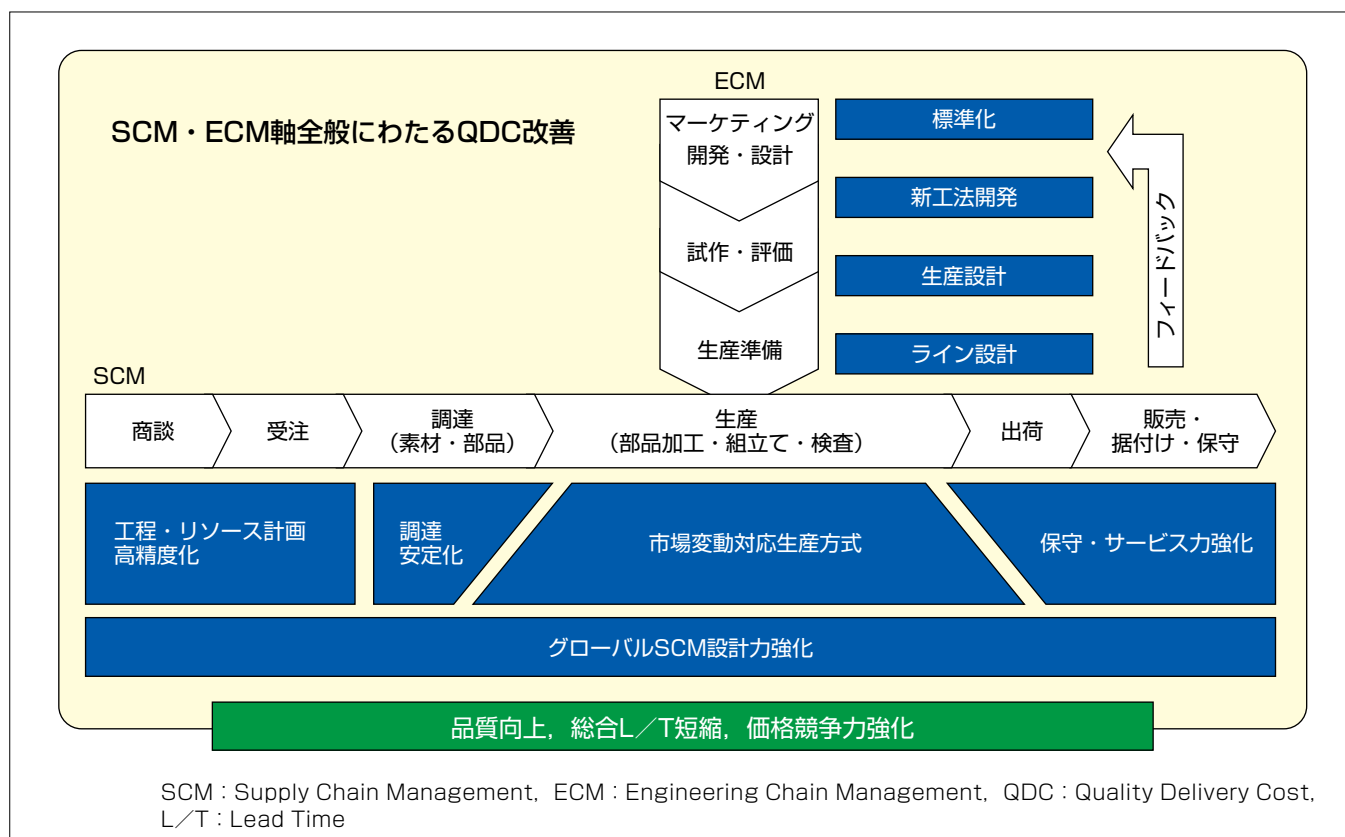 SCM・ECM軸全般にわたるQDC改善
ECM
マーケティング
開発・設計
試作・評価
生産準備
標準化
新工法開発
生産設計
ライン設計
フィードバック
SCM
商談
受注
調達
（素材・部品）
生産
（部品加工・組立て・検査）
出荷
販売・
据付け・保守
工程・リソース計画
高精度化
調達
安定化
市場変動対応生産方式
保守・サービス力強化
グローバルSCM設計力強化
品質向上，総合L／T短縮，価格競争力強化
SCM：Supply Chain Management，ECM：Engineering Chain Management，QDC：Quality Delivery Cost，
L／T：Lead Time